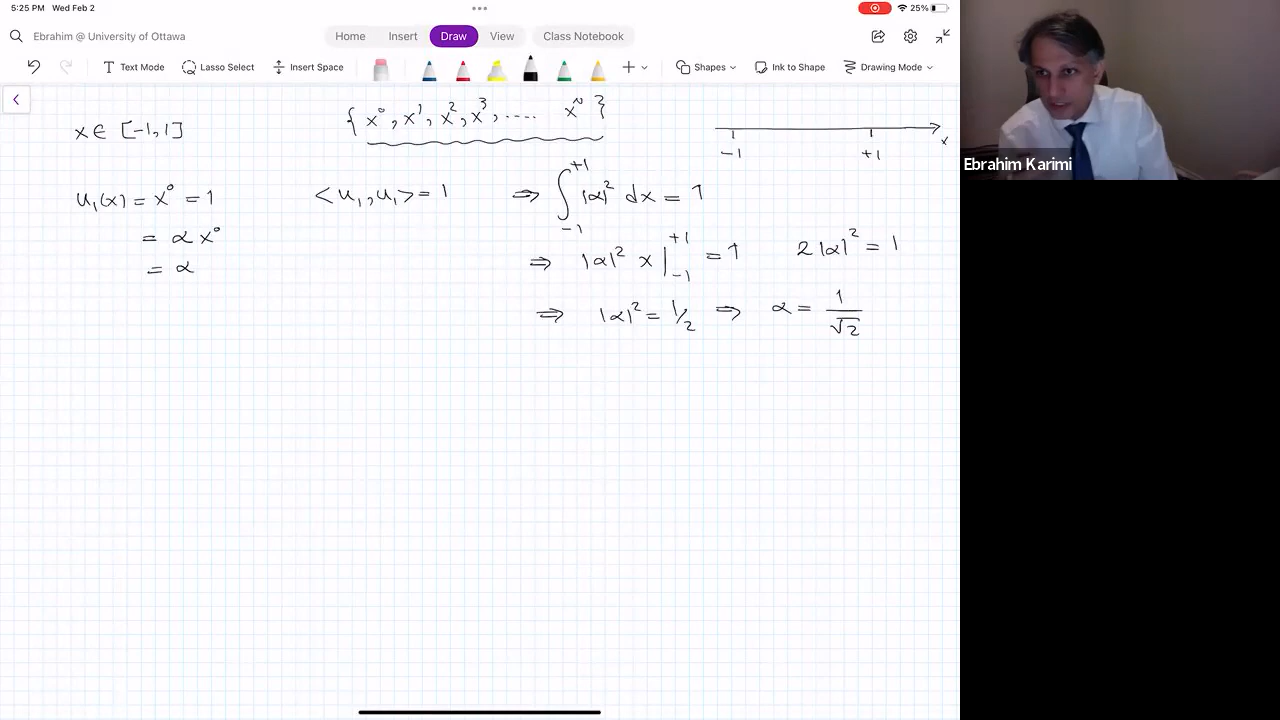 5:25 PM Wed Feb 2
25%
Ebrahim @ University of Ottawa
Home Insert Draw View Class Notebook
Text Mode Lasso Select Insert Space Shapes Ink to Shape Drawing Mode
x ∈ [-1,1]
{ x⁰, x¹, x², x³, .... xⁿ }
-1 +1 x
Ebrahim Karimi
u₁(x) = x⁰ = 1
<u₁, u₁> = 1 ⇒ ∫₋₁⁺¹ |α|² dx = 1
= α x⁰
= α
⇒ |α|² x |₋₁⁺¹ = 1 2|α|² = 1
⇒ |α|² = 1/2 ⇒ α = 1/√2